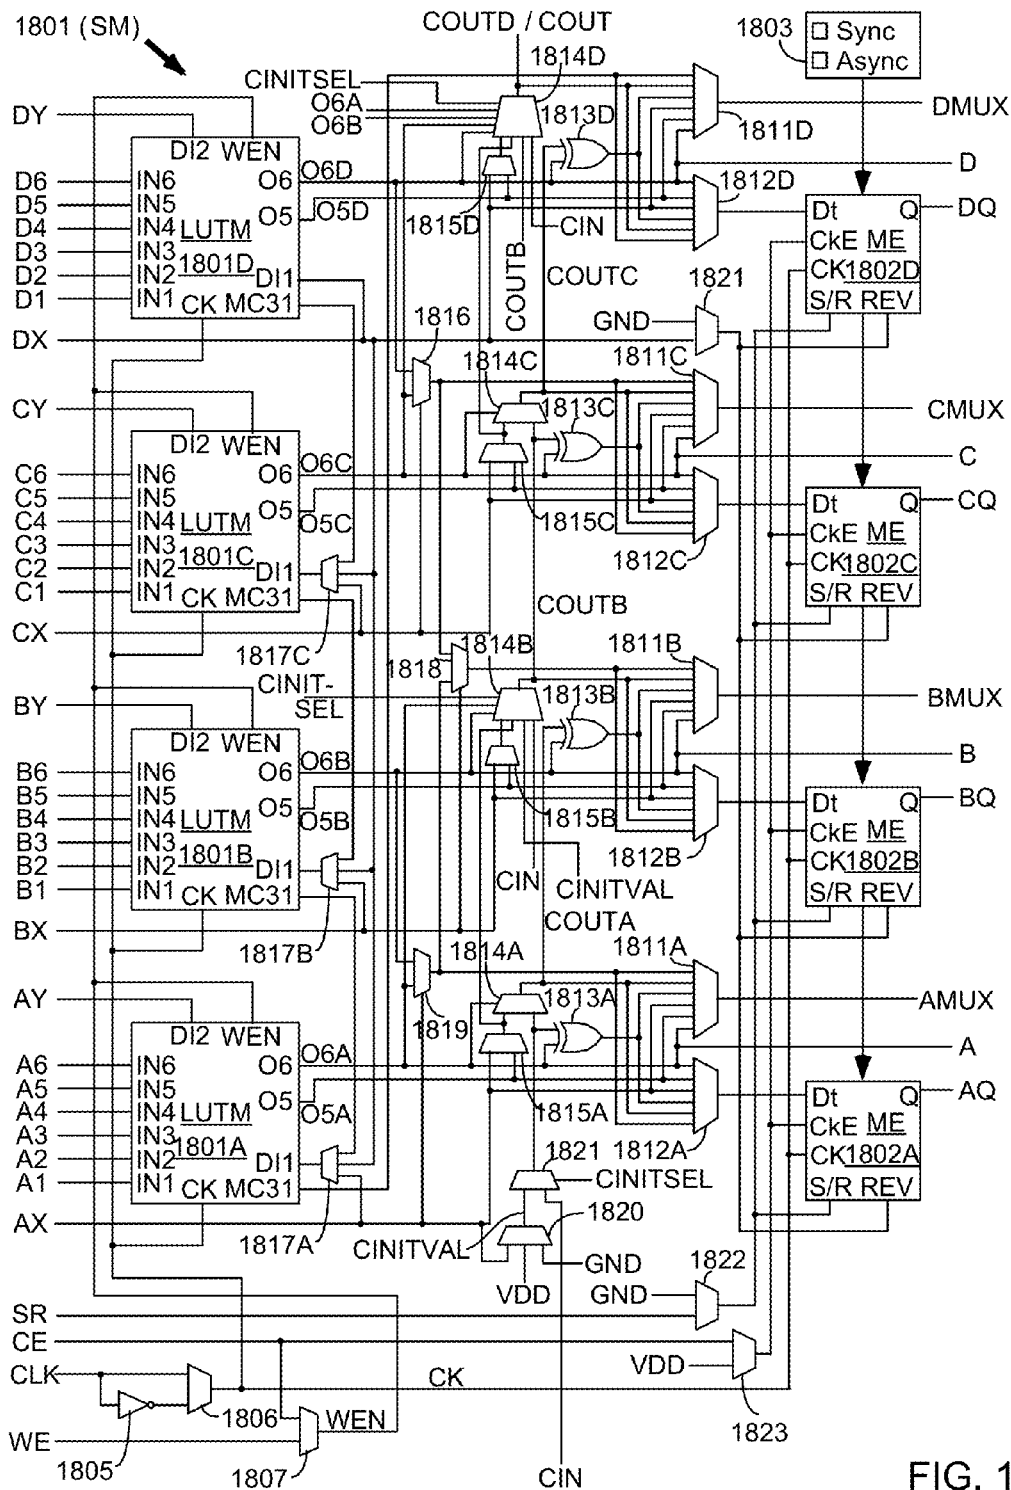 1801 (SM)
COUTD / COUT
1803
Sync
Async
CINITSEL
1814D
O6A
O6B
1813D
DMUX
1811D
DY
DI2 WEN
D6 IN6 O6 O6D
D5 IN5 O5 O5D
D4 IN4 LUTM
D3 IN3
D2 IN2 1801D DI1
D1 IN1
CK MC31
1815D
CIN
COUTB
COUTC
1812D
D
Dt Q DQ
CkE ME
CK 1802D
S/R REV
DX
1816
GND
1821
1814C
1811C
CY
DI2 WEN
1813C
CMUX
C6 IN6 O6 O6C
C5 IN5
C4 IN4 LUTM O5 O5C
C3 IN3
C2 IN2 1801C DI1
C1 IN1
CK MC31
1815C
1812C
C
Dt Q CQ
CkE ME
CK 1802C
S/R REV
COUTB
CX
1817C
1818
1814B
1811B
CINIT-
SEL
BY
DI2 WEN
1813B
BMUX
B6 IN6 O6 O6B
B5 IN5
B4 IN4 LUTM O5 O5B
B3 IN3
B2 IN2 1801B DI1
B1 IN1
CK MC31
1815B
1812B
B
Dt Q BQ
CkE ME
CK 1802B
S/R REV
CIN
CINITVAL
COUTA
BX
1817B
1814A
1811A
AY
DI2 WEN
1819
1813A
AMUX
A6 IN6 O6 O6A
A5 IN5
A4 IN4 LUTM O5 O5A
A3 IN3
A2 IN2 1801A DI1
A1 IN1
CK MC31
1815A
1812A
A
Dt Q AQ
CkE ME
CK 1802A
S/R REV
1821
CINITSEL
AX
1817A
CINITVAL
1820
GND
VDD
1822
GND
SR
CE
VDD
CLK
CK
1823
1805
1806
WEN
WE
1807
CIN
FIG. 1